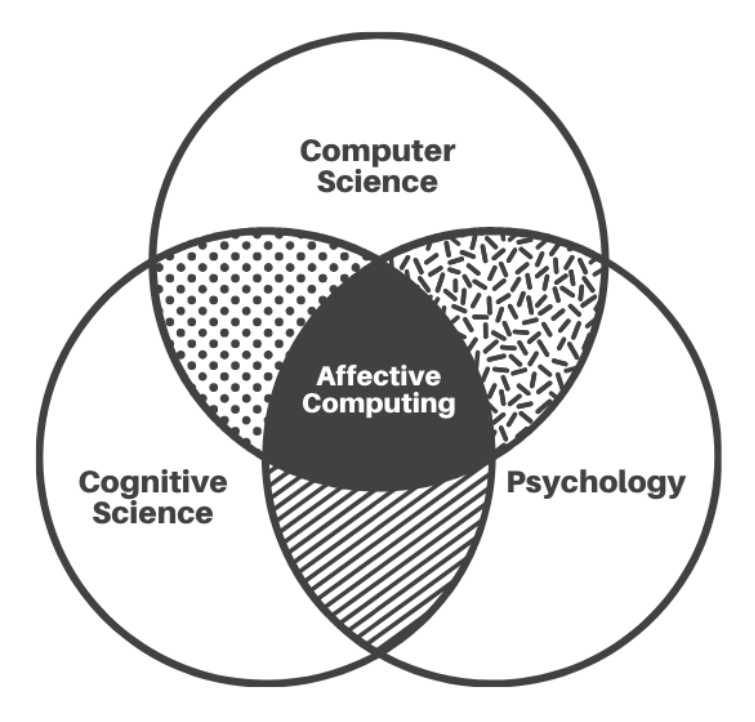 Computer
Science
Affective
Computing
Cognitive
Science
Psychology